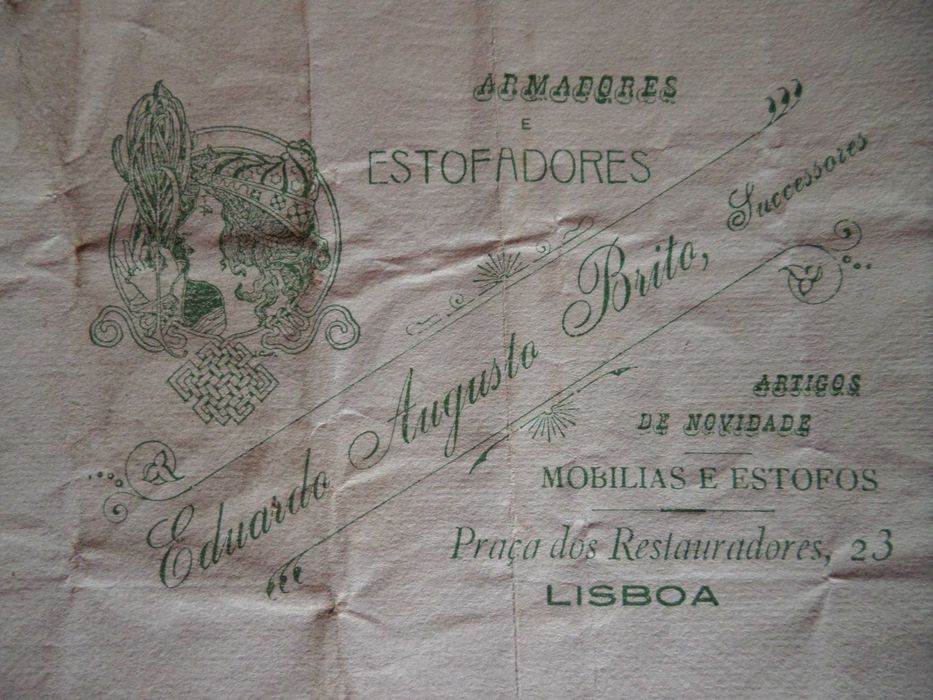 ARMADORES
E
ESTOFADORES
Eduardo Augusto Brito, Successores
ARTIGOS
DE NOVIDADE
MOBILIAS E ESTOFOS
Praça dos Restauradores, 23
LISBOA